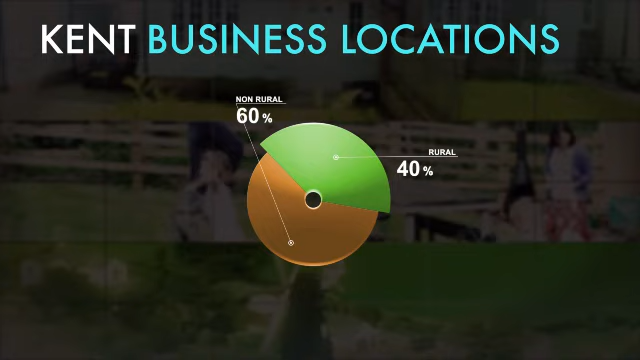 KENT BUSINESS LOCATIONS
NON RURAL
60%
RURAL
40%